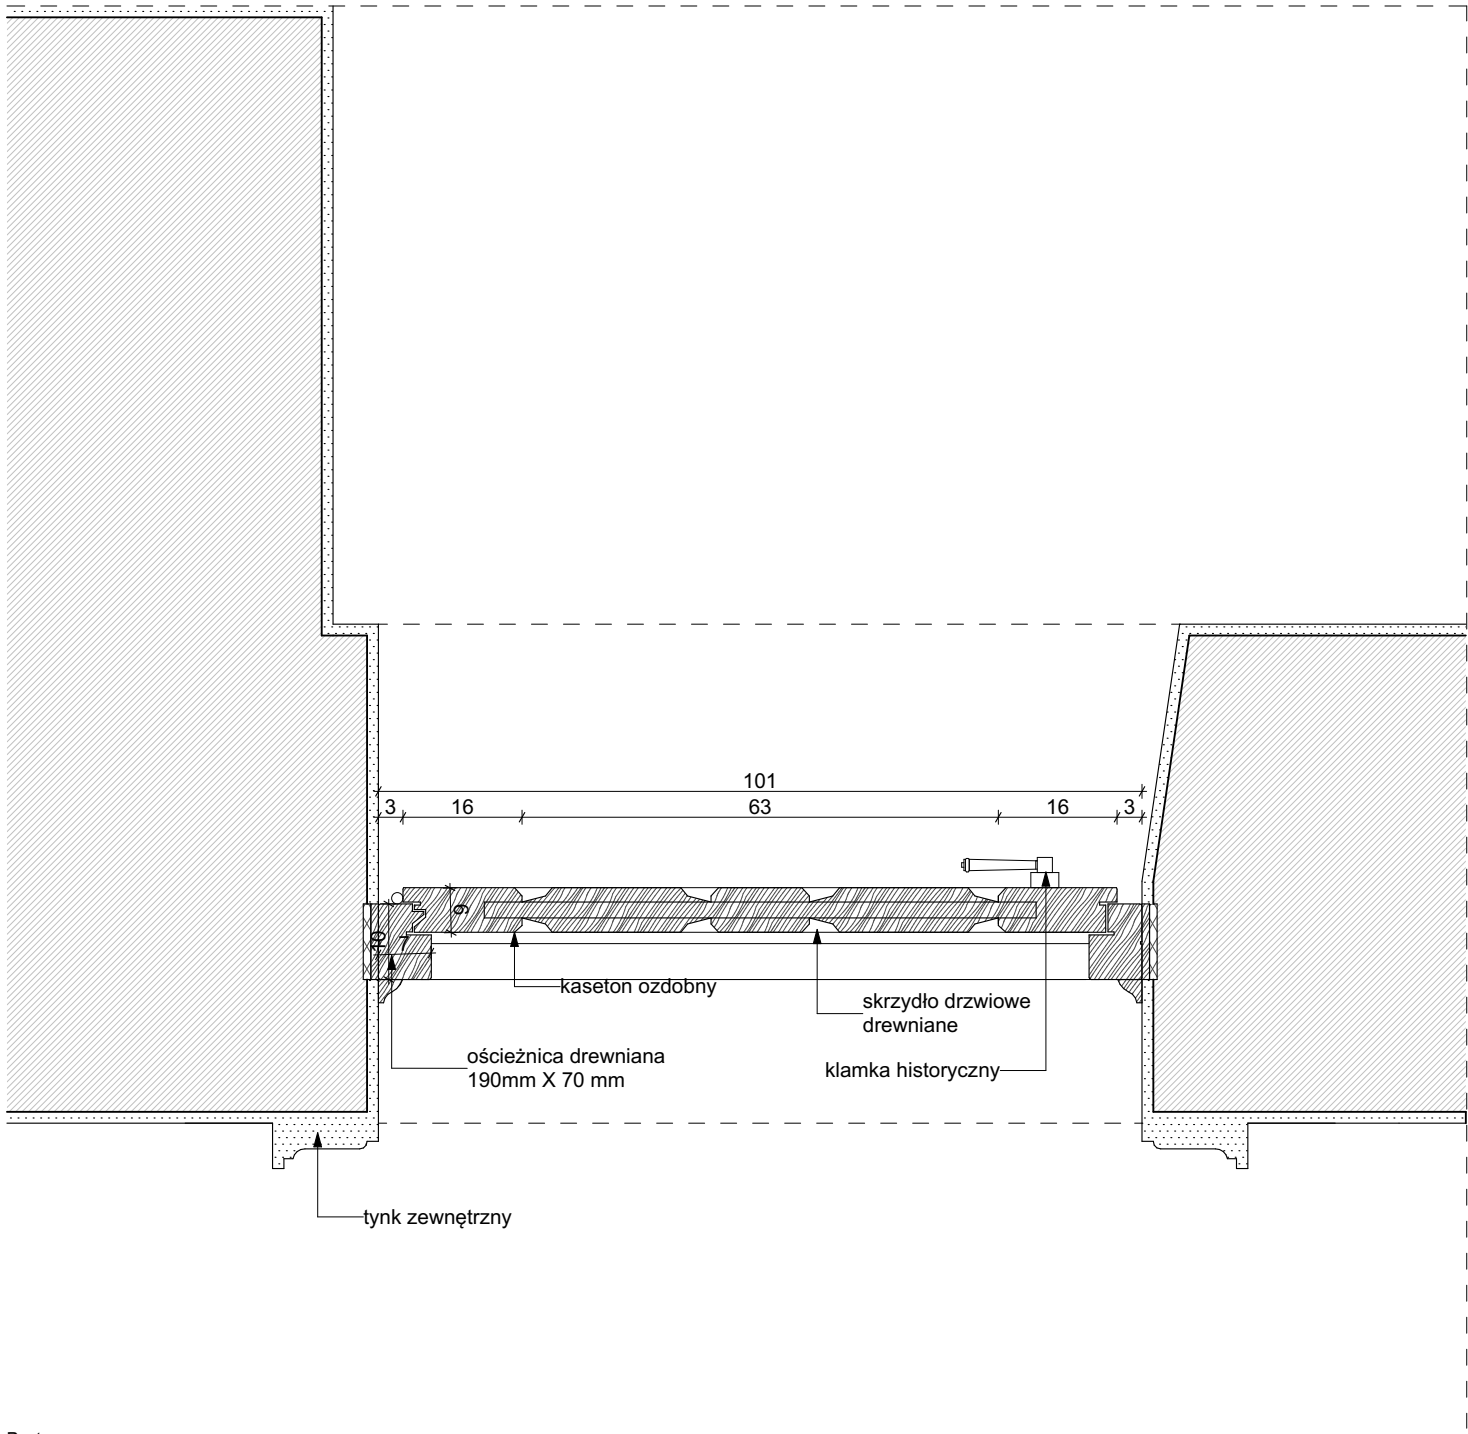 101
3 16 63 16 3
9
10
7
kaseton ozdobny
skrzydło drzwiowe
drewniane
ościeżnica drewniana
190mm X 70 mm
klamka historyczny
tynk zewnętrzny